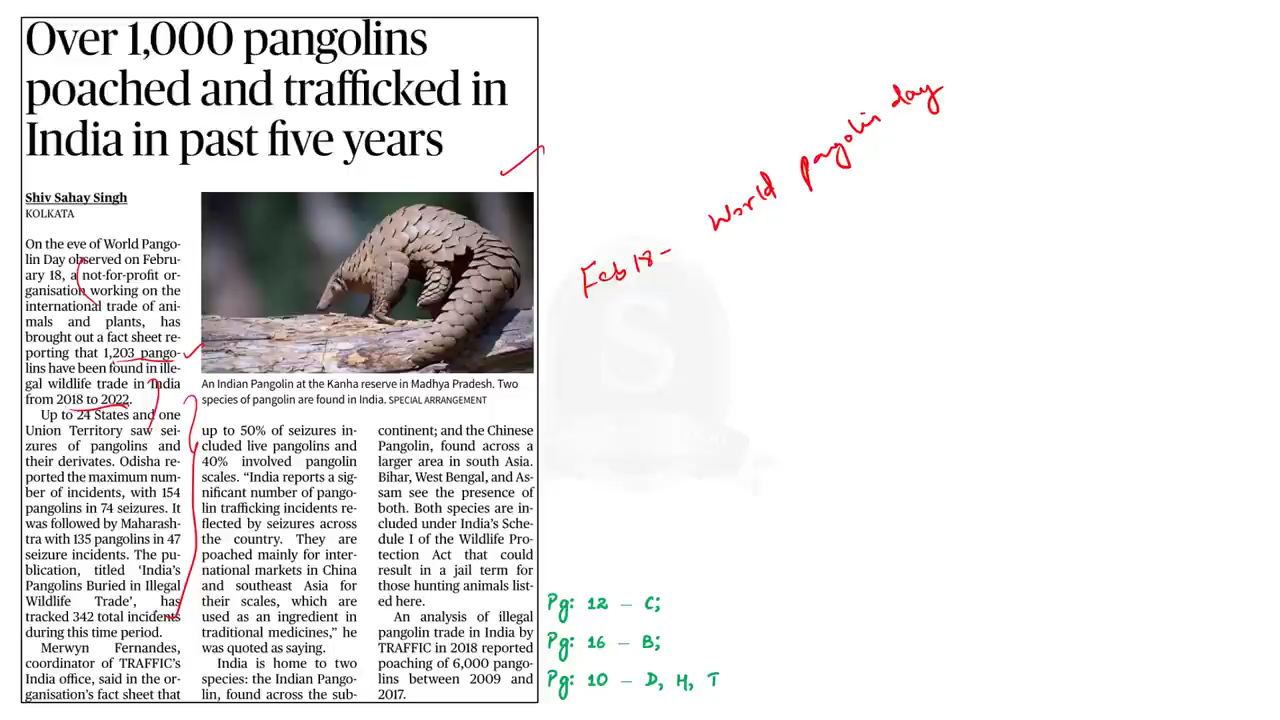 Over 1,000 pangolins
poached and trafficked in
India in past five years
Shiv Sahay Singh
KOLKATA
On the eve of World Pango-
lin Day observed on Febru-
ary 18, a not-for-profit or-
ganisation working on the
international trade of ani-
mals and plants, has
brought out a fact sheet re-
porting that 1,203 pango-
lins have been found in ille-
gal wildlife trade in India
from 2018 to 2022.
Up to 24 States and one
Union Territory saw sei-
zures of pangolins and
their derivates. Odisha re-
ported the maximum num-
ber of incidents, with 154
pangolins in 74 seizures. It
was followed by Maharash-
tra with 135 pangolins in 47
seizure incidents. The pu-
blication, titled ‘India’s
Pangolins Buried in Illegal
Wildlife Trade’, has
tracked 342 total incidents
during this time period.
Merwyn Fernandes,
coordinator of TRAFFIC’s
India office, said in the or-
ganisation’s fact sheet that
An Indian Pangolin at the Kanha reserve in Madhya Pradesh. Two
species of pangolin are found in India. SPECIAL ARRANGEMENT
up to 50% of seizures in-
cluded live pangolins and
40% involved pangolin
scales. “India reports a sig-
nificant number of pango-
lin trafficking incidents re-
flected by seizures across
the country. They are
poached mainly for inter-
national markets in China
and southeast Asia for
their scales, which are
used as an ingredient in
traditional medicines,” he
was quoted as saying.
India is home to two
species: the Indian Pango-
lin, found across the sub-
continent; and the Chinese
Pangolin, found across a
larger area in south Asia.
Bihar, West Bengal, and As-
sam see the presence of
both. Both species are in-
cluded under India’s Sche-
dule I of the Wildlife Pro-
tection Act that could
result in a jail term for
those hunting animals list-
ed here.
An analysis of illegal
pangolin trade in India by
TRAFFIC in 2018 reported
poaching of 6,000 pango-
lins between 2009 and
2017.
Feb 18 - World pangolin day
Pg: 12 - C;
Pg: 16 - B;
Pg: 10 - D, H, T